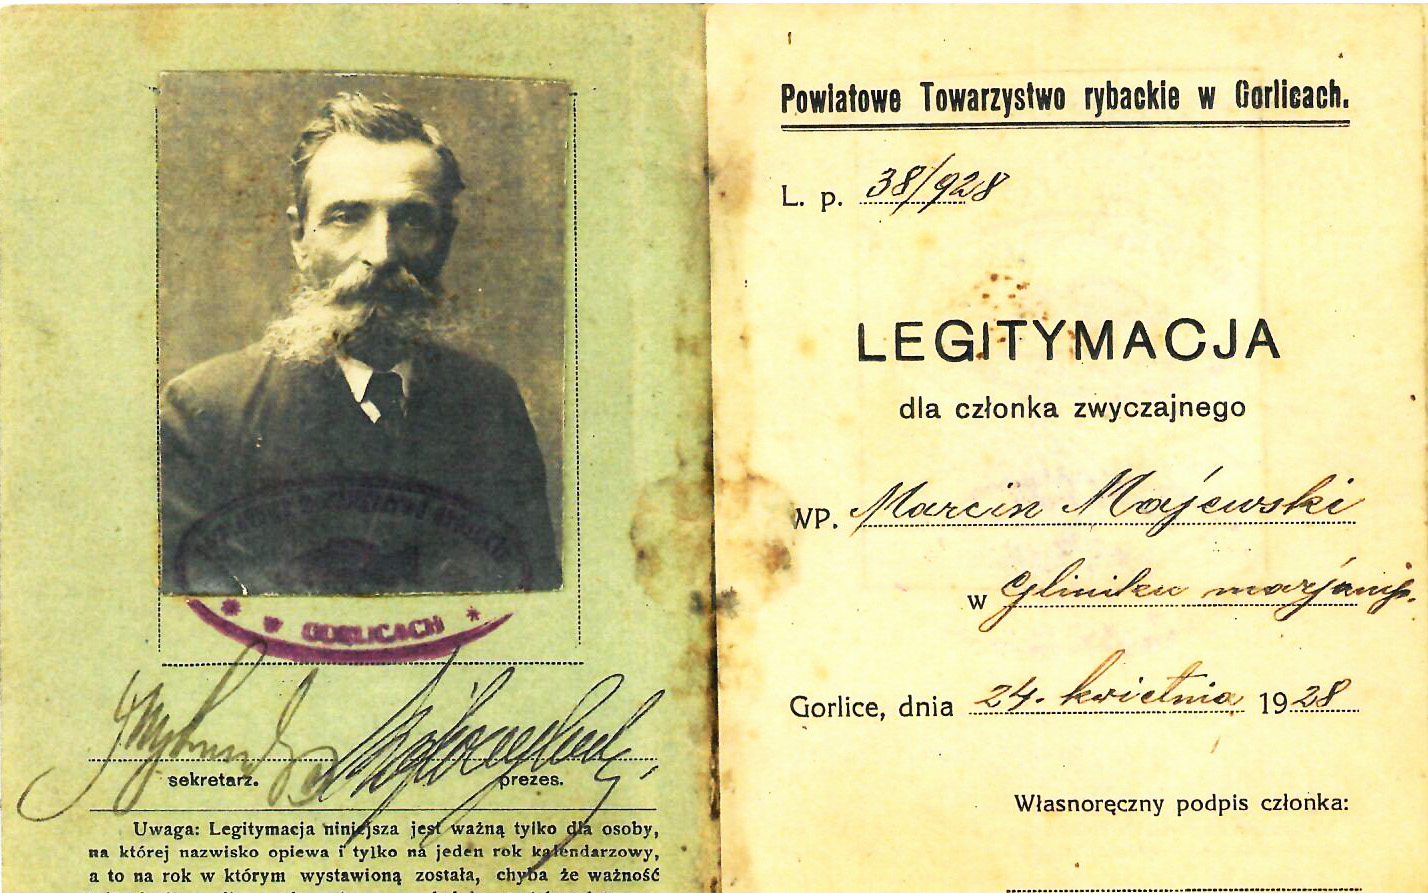 W GORLICACH
sekretarz. prezes.
Uwaga: Legitymacja niniejsza jest ważną tylko dla osoby,
na której nazwisko opiewa i tylko na jeden rok kalendarzowy,
a to na rok w którym wystawioną została, chyba że ważność
Powiatowe Towarzystwo rybackie w Gorlicach.
L. p. 38/928
LEGITYMACJA
dla członka zwyczajnego
WP. Marcin Majewski
w Gliniku marjamp.
Gorlice, dnia 24. kwietnia 1928
Własnoręczny podpis członka: